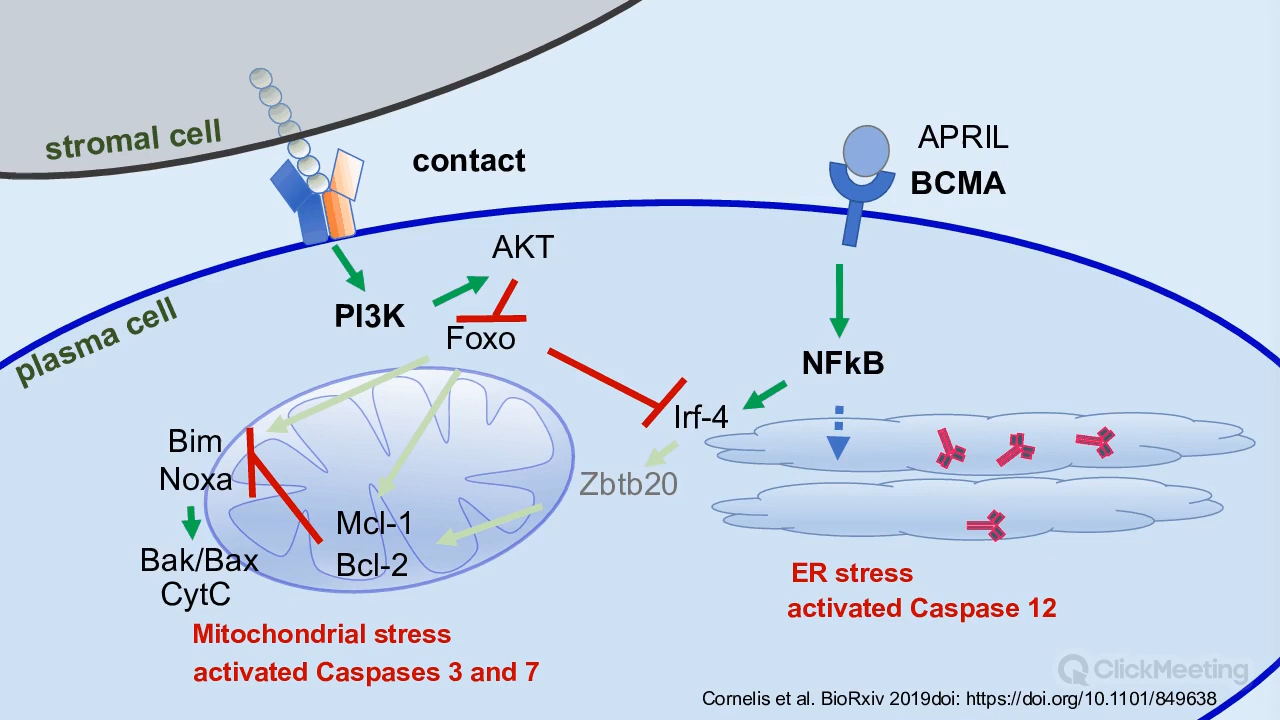 stromal cell
contact
APRIL
BCMA
AKT
PI3K
Foxo
plasma cell
NFkB
Irf-4
Bim
Noxa
Zbtb20
Mcl-1
Bcl-2
Bak/Bax
CytC
ER stress
activated Caspase 12
Mitochondrial stress
activated Caspases 3 and 7
ClickMeeting
Cornelis et al. BioRxiv 2019doi: https://doi.org/10.1101/849638